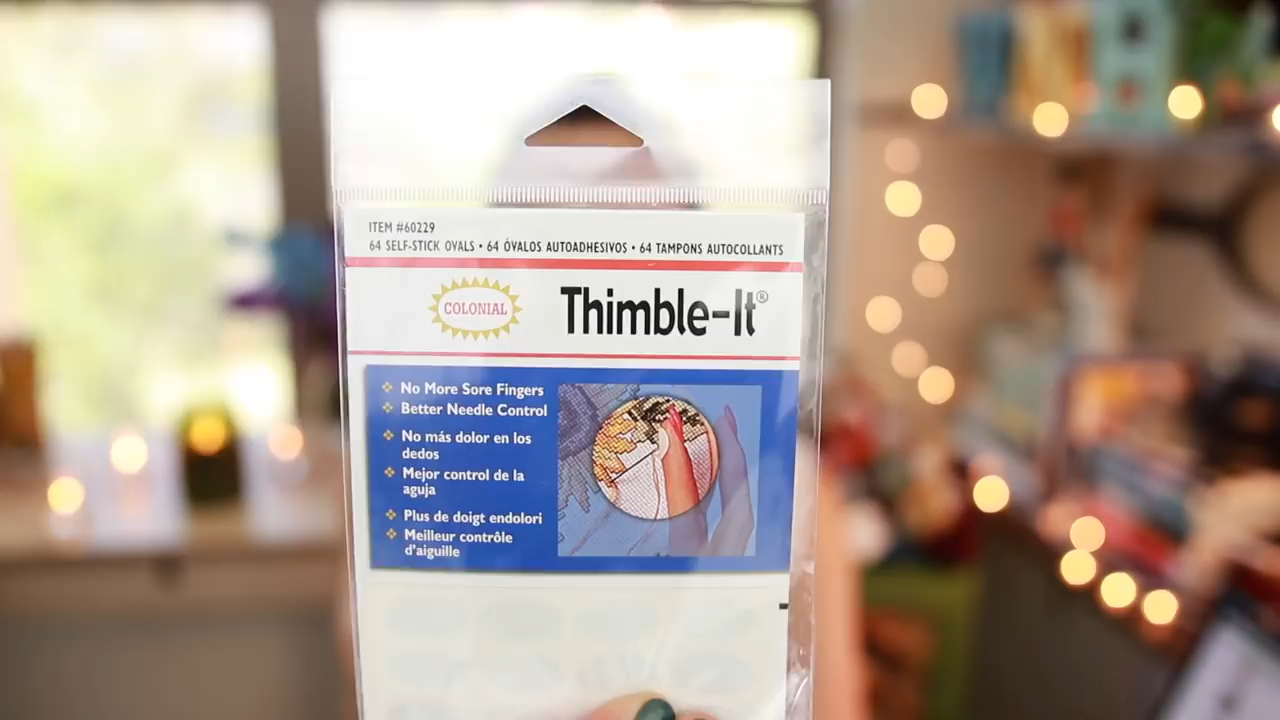 ITEM #60229
64 SELF-STICK OVALS • 64 ÓVALOS AUTOADHESIVOS • 64 TAMPONS AUTOCOLLANTS
COLONIAL
Thimble-It®
No More Sore Fingers
Better Needle Control
No más dolor en los
dedos
Mejor control de la
aguja
Plus de doigt endolori
Meilleur contrôle
d'aiguille